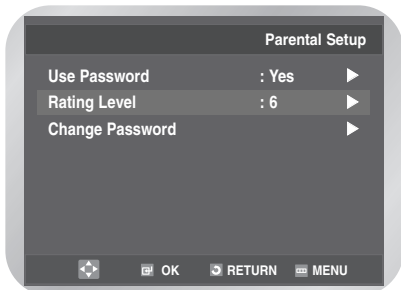 Parental Setup
Use Password : Yes
Rating Level : 6
Change Password
OK RETURN MENU